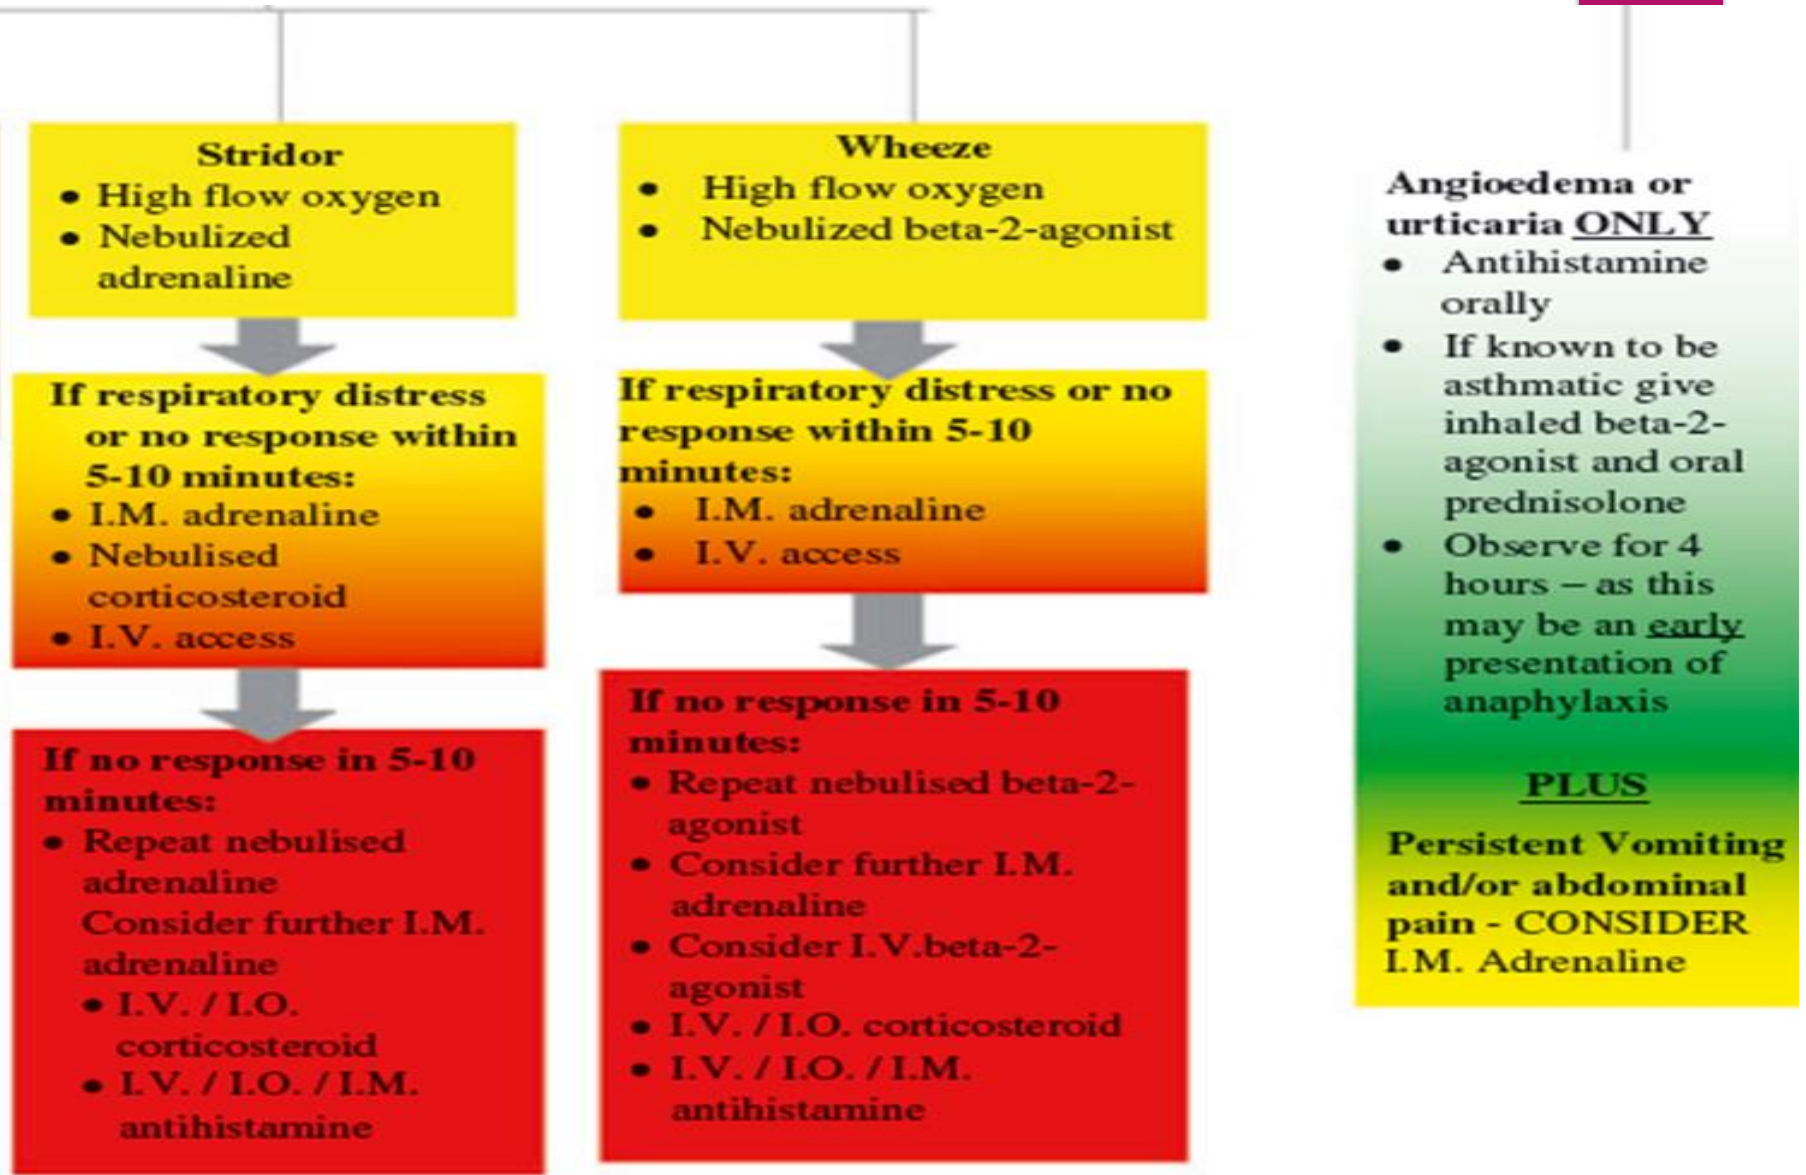 Stridor
• High flow oxygen
• Nebulized
adrenaline
If respiratory distress
or no response within
5-10 minutes:
• I.M. adrenaline
• Nebulised
corticosteroid
• I.V. access
If no response in 5-10
minutes:
• Repeat nebulised
adrenaline
Consider further I.M.
adrenaline
• I.V. / I.O.
corticosteroid
• I.V. / I.O. / I.M.
antihistamine
Wheeze
• High flow oxygen
• Nebulized beta-2-agonist
If respiratory distress or no
response within 5-10
minutes:
• I.M. adrenaline
• I.V. access
If no response in 5-10
minutes:
• Repeat nebulised beta-2-
agonist
• Consider further I.M.
adrenaline
• Consider I.V.beta-2-
agonist
• I.V. / I.O. corticosteroid
• I.V. / I.O. / I.M.
antihistamine
Angioedema or
urticaria ONLY
• Antihistamine
orally
• If known to be
asthmatic give
inhaled beta-2-
agonist and oral
prednisolone
• Observe for 4
hours – as this
may be an early
presentation of
anaphylaxis
PLUS
Persistent Vomiting
and/or abdominal
pain - CONSIDER
I.M. Adrenaline